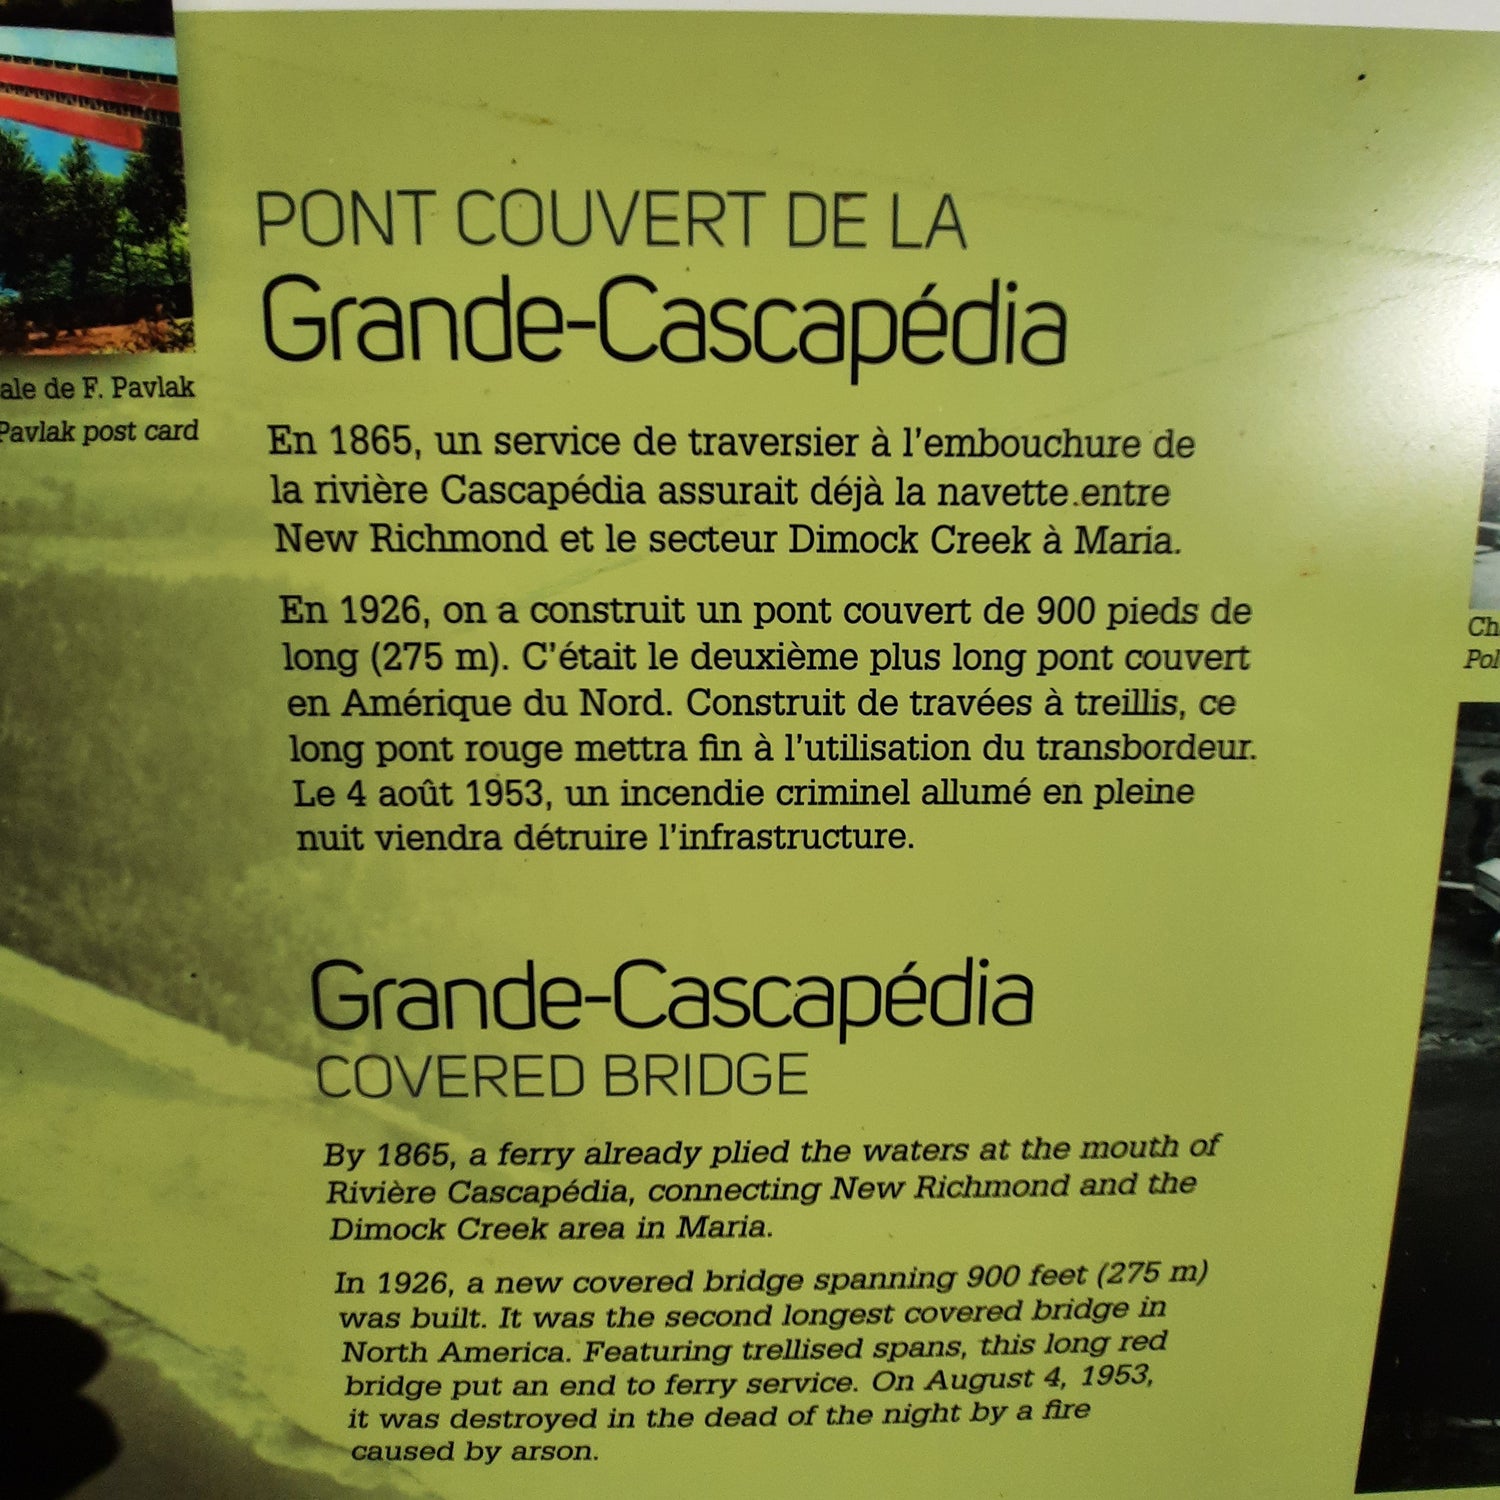 ale de F. Pavlak
Pavlak post card
PONT COUVERT DE LA
Grande-Cascapédia
En 1865, un service de traversier à l'embouchure de
la rivière Cascapédia assurait déjà la navette entre
New Richmond et le secteur Dimock Creek à Maria.
En 1926, on a construit un pont couvert de 900 pieds de
long (275 m). C'était le deuxième plus long pont couvert
en Amérique du Nord. Construit de travées à treillis, ce
long pont rouge mettra fin à l'utilisation du transbordeur.
Le 4 août 1953, un incendie criminel allumé en pleine
nuit viendra détruire l'infrastructure.
Grande-Cascapédia
COVERED BRIDGE
By 1865, a ferry already plied the waters at the mouth of
Rivière Cascapédia, connecting New Richmond and the
Dimock Creek area in Maria.
In 1926, a new covered bridge spanning 900 feet (275 m)
was built. It was the second longest covered bridge in
North America. Featuring trellised spans, this long red
bridge put an end to ferry service. On August 4, 1953,
it was destroyed in the dead of the night by a fire
caused by arson.
Ch
Pol